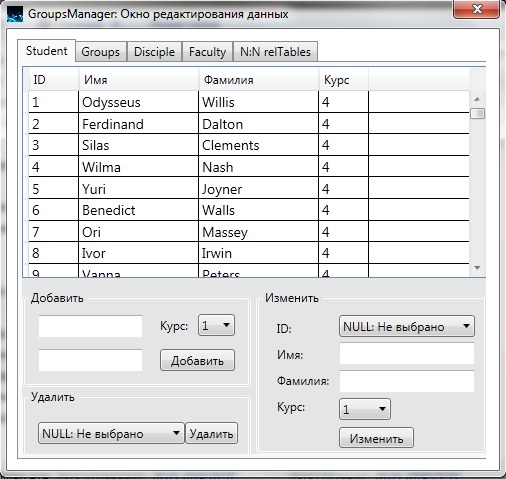 GroupsManager: Окно редактирования данных
Student Groups Disciple Faculty N:N relTables
ID Имя Фамилия Курс
1 Odysseus Willis 4
2 Ferdinand Dalton 4
3 Silas Clements 4
4 Wilma Nash 4
5 Yuri Joyner 4
6 Benedict Walls 4
7 Ori Massey 4
8 Ivor Irwin 4
9 Vanna Peters 4
Добавить
Курс: 1
Добавить
Удалить
NULL: Не выбрано Удалить
Изменить
ID: NULL: Не выбрано
Имя:
Фамилия:
Курс: 1
Изменить